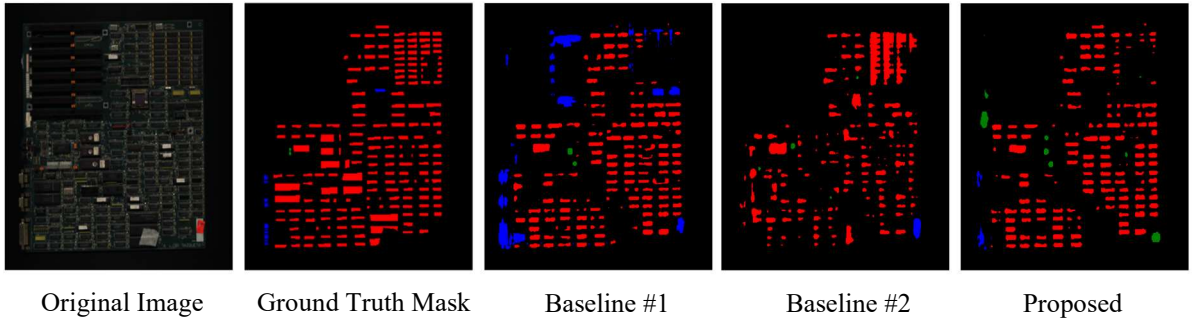 Original Image
Ground Truth Mask
Baseline #1
Baseline #2
Proposed